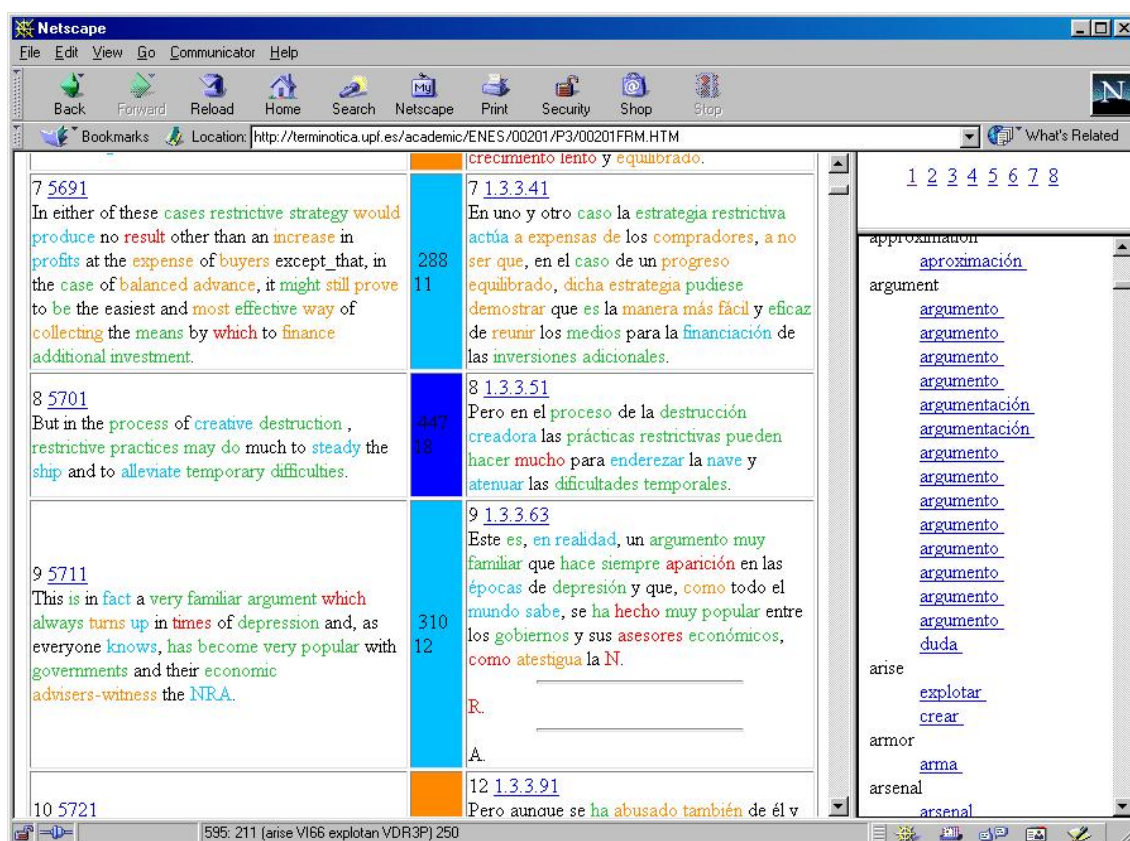 Netscape
File Edit View Go Communicator Help
Back Forward Reload Home Search Netscape Print Security Shop Stop
Bookmarks Location: http://terminotica.upf.es/academic/ENES/00201/P3/00201FRM.HTM What's Related
crecimiento lento y equilibrado.
7 5691
In either of these cases restrictive strategy would
produce no result other than an increase in
profits at the expense of buyers except_that, in
the case of balanced advance, it might still prove
to be the easiest and most effective way of
collecting the means by which to finance
additional investment.
288
11
7 1.3.3.41
En uno y otro caso la estrategia restrictiva
actúa a expensas de los compradores, a no
ser que, en el caso de un progreso
equilibrado, dicha estrategia pudiese
demostrar que es la manera más fácil y eficaz
de reunir los medios para la financiación de
las inversiones adicionales.
8 5701
But in the process of creative destruction ,
restrictive practices may do much to steady the
ship and to alleviate temporary difficulties.
447
18
8 1.3.3.51
Pero en el proceso de la destrucción
creadora las prácticas restrictivas pueden
hacer mucho para enderezar la nave y
atenuar las dificultades temporales.
9 5711
This is in fact a very familiar argument which
always turns up in times of depression and, as
everyone knows, has become very popular with
governments and their economic
advisers-witness the NRA.
310
12
9 1.3.3.63
Este es, en realidad, un argumento muy
familiar que hace siempre aparición en las
épocas de depresión y que, como todo el
mundo sabe, se ha hecho muy popular entre
los gobiernos y sus asesores económicos,
como atestigua la N.
R.
A.
10 5721
12 1.3.3.91
Pero aunque se ha abusado también de él y
1 2 3 4 5 6 7 8
approximation
aproximación
argument
argumento
argumento
argumento
argumento
argumentación
argumentación
argumento
argumento
argumento
argumento
argumento
argumento
argumento
argumento
duda
arise
explotar
crear
armor
arma
arsenal
arsenal
595: 211 (arise VI66 explotan VDR3P) 250